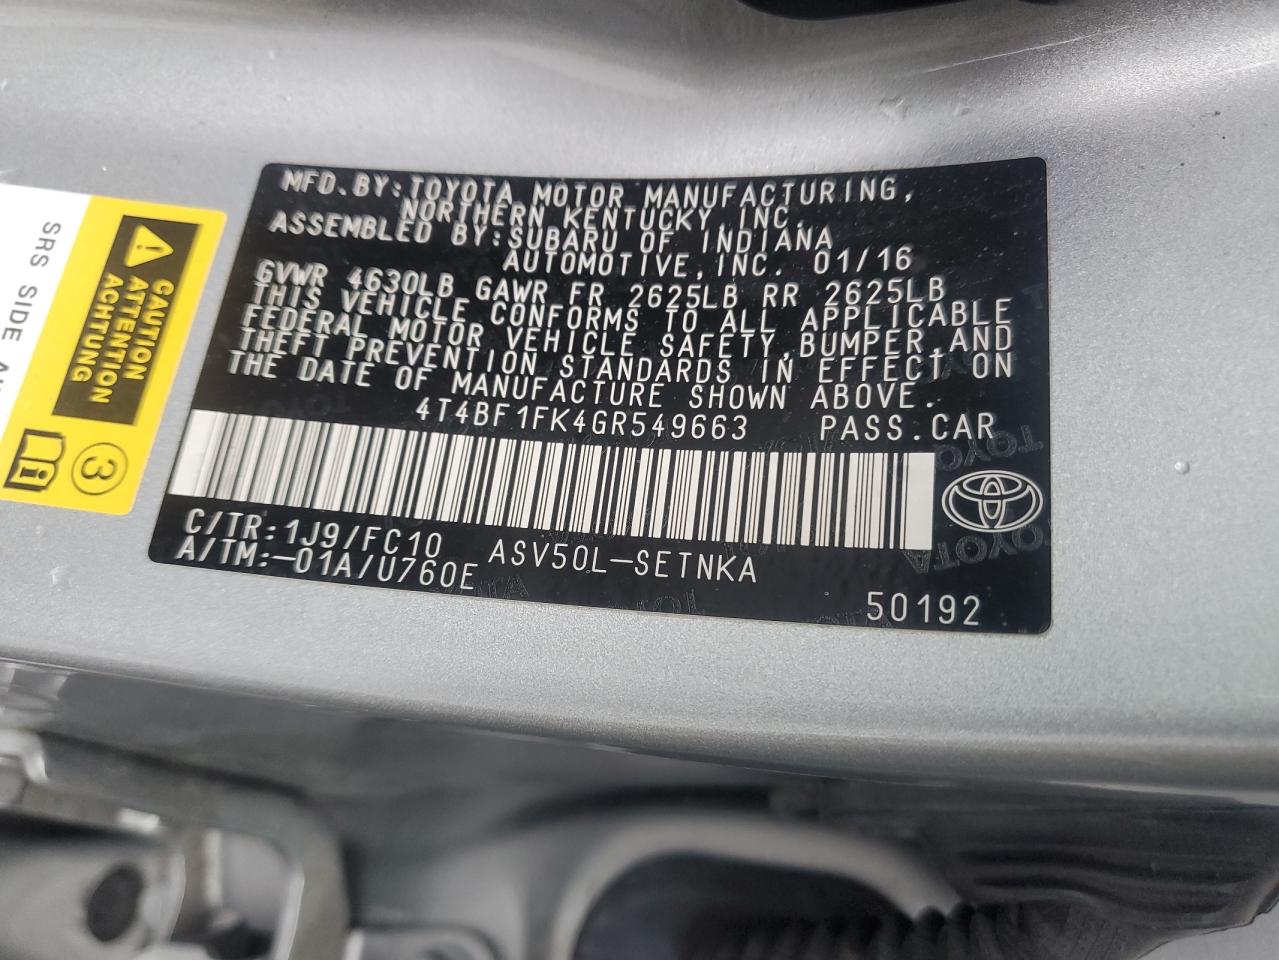 MFD.BY:TOYOTA MOTOR MANUFACTURING,
NORTHERN KENTUCKY,INC.
ASSEMBLED BY:SUBARU OF INDIANA
AUTOMOTIVE,INC. 01/16
GVWR 4630LB GAWR FR 2625LB RR 2625LB
THIS VEHICLE CONFORMS TO ALL APPLICABLE
FEDERAL MOTOR VEHICLE SAFETY,BUMPER,AND
THEFT PREVENTION STANDARDS IN EFFECT ON
THE DATE OF MANUFACTURE SHOWN ABOVE.
4T4BF1FK4GR549663 PASS.CAR
C/TR:1J9/FC10 ASV50L-SETNKA
A/TM:-01A/U760E
50192
CAUTION
ATTENTION
ACHTUNG
3
SRS SIDE